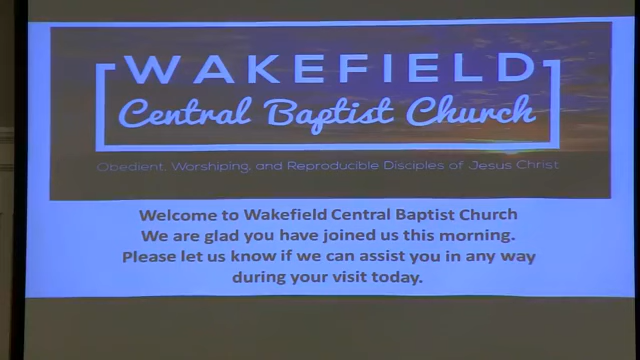 WAKEFIELD
Central Baptist Church
Obedient, Worshiping, and Reproducible Disciples of Jesus Christ
Welcome to Wakefield Central Baptist Church
We are glad you have joined us this morning.
Please let us know if we can assist you in any way
during your visit today.